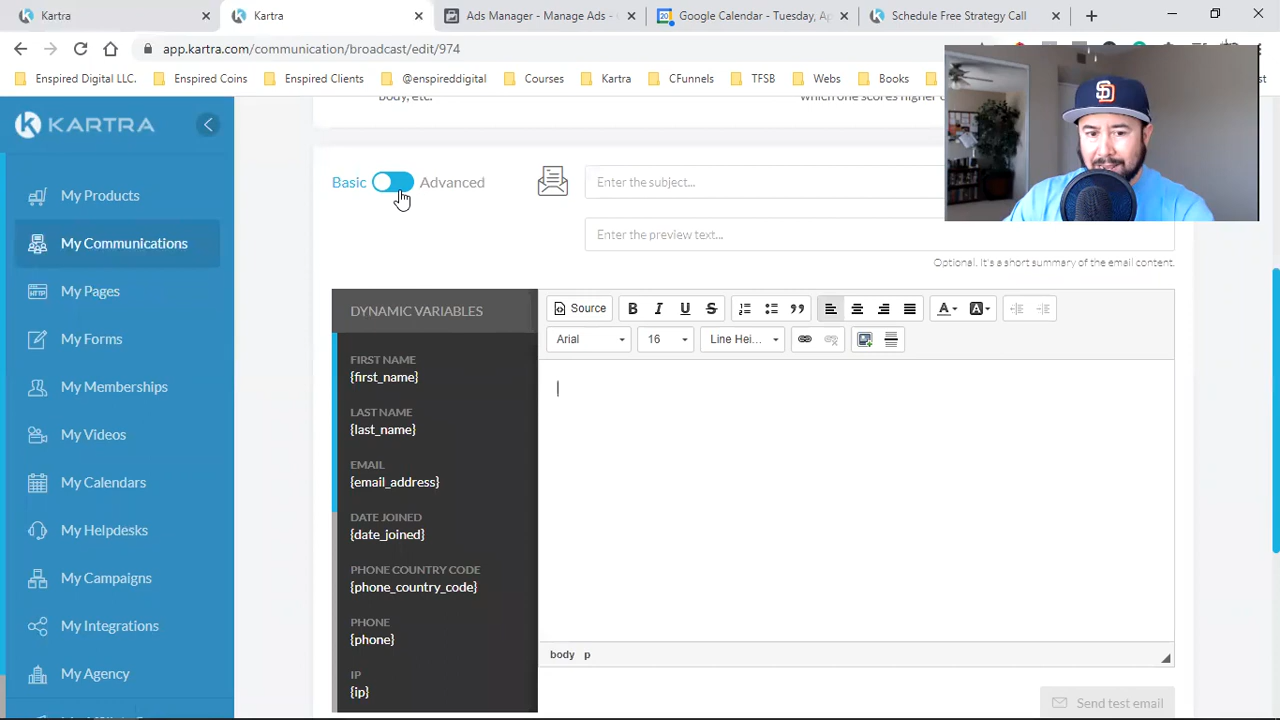 Kartra
Kartra
Ads Manager - Manage Ads -
Google Calendar - Tuesday, Ap
Schedule Free Strategy Call
app.kartra.com/communication/broadcast/edit/974
Enspired Digital LLC.
Enspired Coins
Enspired Clients
@enspireddigital
Courses
Kartra
CFunnels
TFSB
Webs
Books
KARTRA
My Products
My Communications
My Pages
My Forms
My Memberships
My Videos
My Calendars
My Helpdesks
My Campaigns
My Integrations
My Agency
body, etc.
which one scores higher
Basic
Advanced
Enter the subject...
Enter the preview text...
Optional. It's a short summary of the email content.
DYNAMIC VARIABLES
FIRST NAME
{first_name}
LAST NAME
{last_name}
EMAIL
{email_address}
DATE JOINED
{date_joined}
PHONE COUNTRY CODE
{phone_country_code}
PHONE
{phone}
IP
{ip}
Source
Arial
16
Line Hei...
body p
Send test email
SD